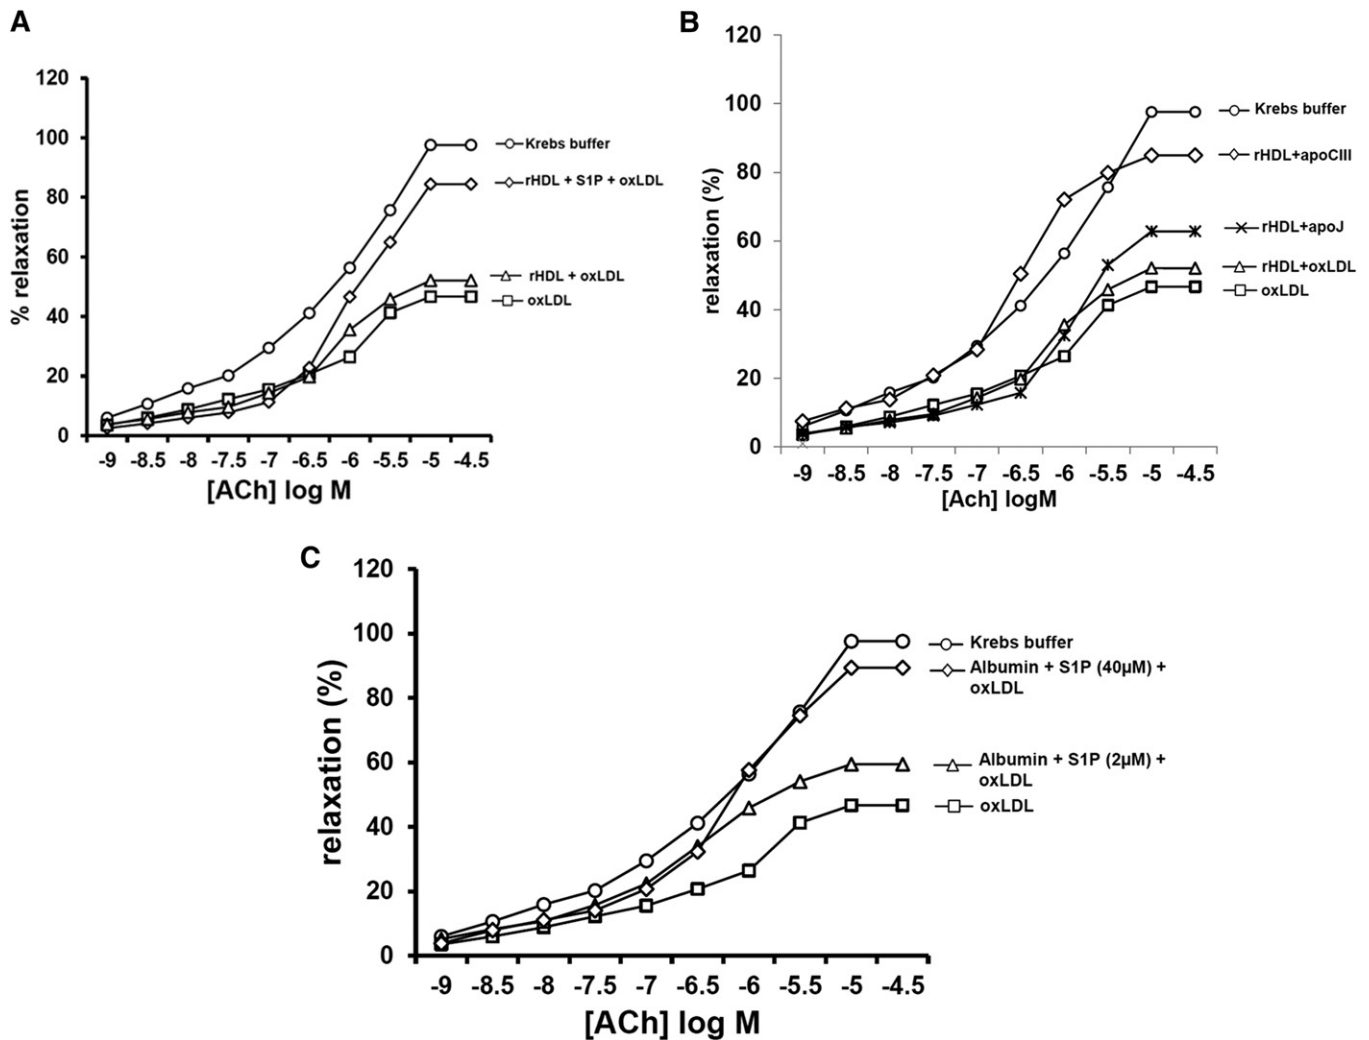 A
120
100
80
60
40
20
0
% relaxation
-9 -8.5 -8 -7.5 -7 -6.5 -6 -5.5 -5 -4.5
[ACh] log M
Krebs buffer
rHDL + S1P + oxLDL
rHDL + oxLDL
oxLDL
B
120
100
80
60
40
20
0
relaxation (%)
-9 -8.5 -8 -7.5 -7 -6.5 -6 -5.5 -5 -4.5
[Ach] logM
Krebs buffer
rHDL+apoCIII
rHDL+apoJ
rHDL+oxLDL
oxLDL
C
120
100
80
60
40
20
0
relaxation (%)
-9 -8.5 -8 -7.5 -7 -6.5 -6 -5.5 -5 -4.5
[ACh] log M
Krebs buffer
Albumin + S1P (40µM) +
oxLDL
Albumin + S1P (2µM) +
oxLDL
oxLDL